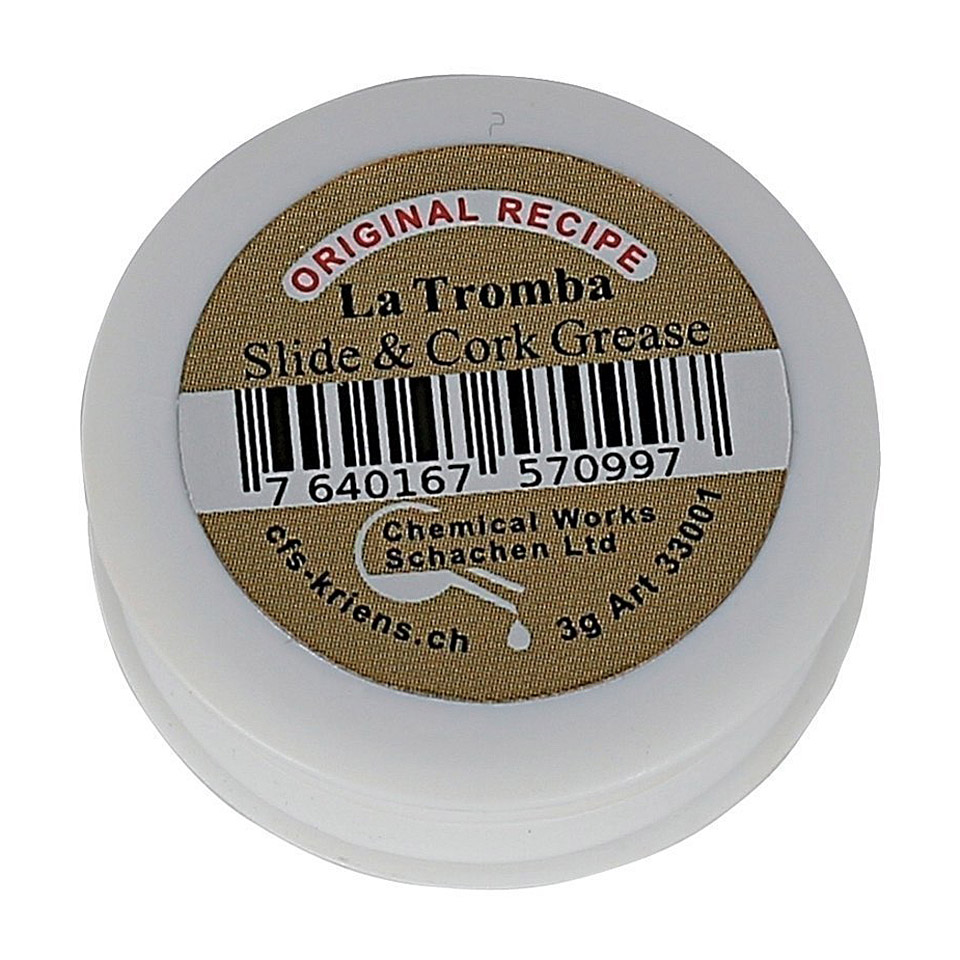 ORIGINAL RECIPE
La Tromba
Slide & Cork Grease
7 640167 570997
Chemical Works
Schachen Ltd
cfs-kriens.ch
3g Art 33001